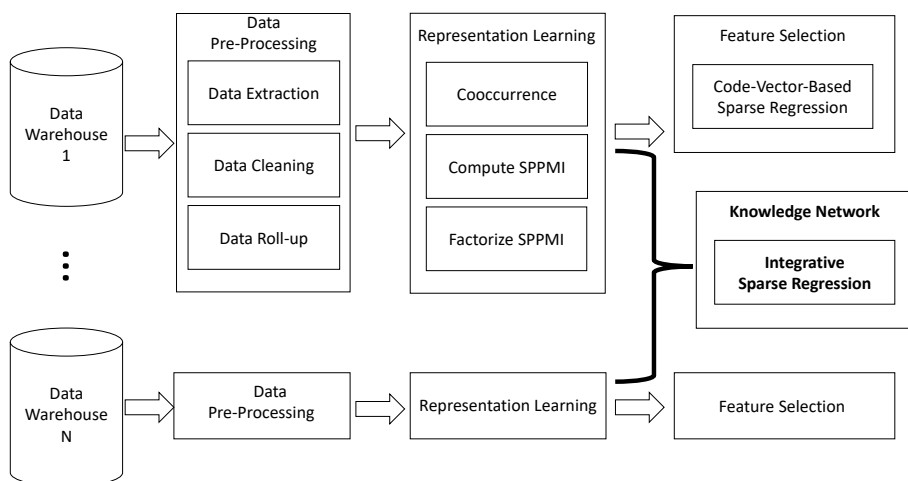 Data
Warehouse
1
Data
Pre-Processing
Data Extraction
Data Cleaning
Data Roll-up
Representation Learning
Cooccurrence
Compute SPPMI
Factorize SPPMI
Feature Selection
Code-Vector-Based
Sparse Regression
Knowledge Network
Integrative
Sparse Regression
Data
Warehouse
N
Data
Pre-Processing
Representation Learning
Feature Selection